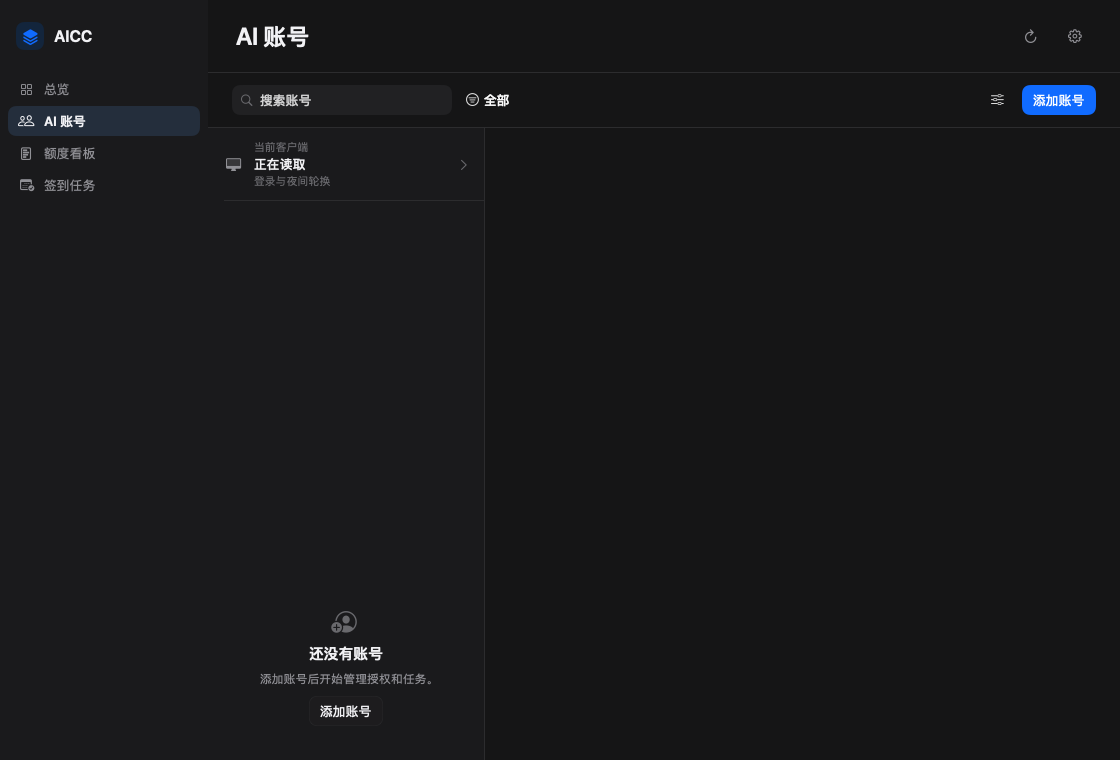 AICC
总览
AI 账号
额度看板
签到任务
AI 账号
搜索账号
全部
添加账号
当前客户端
正在读取
登录与夜间轮换
还没有账号
添加账号后开始管理授权和任务。
添加账号